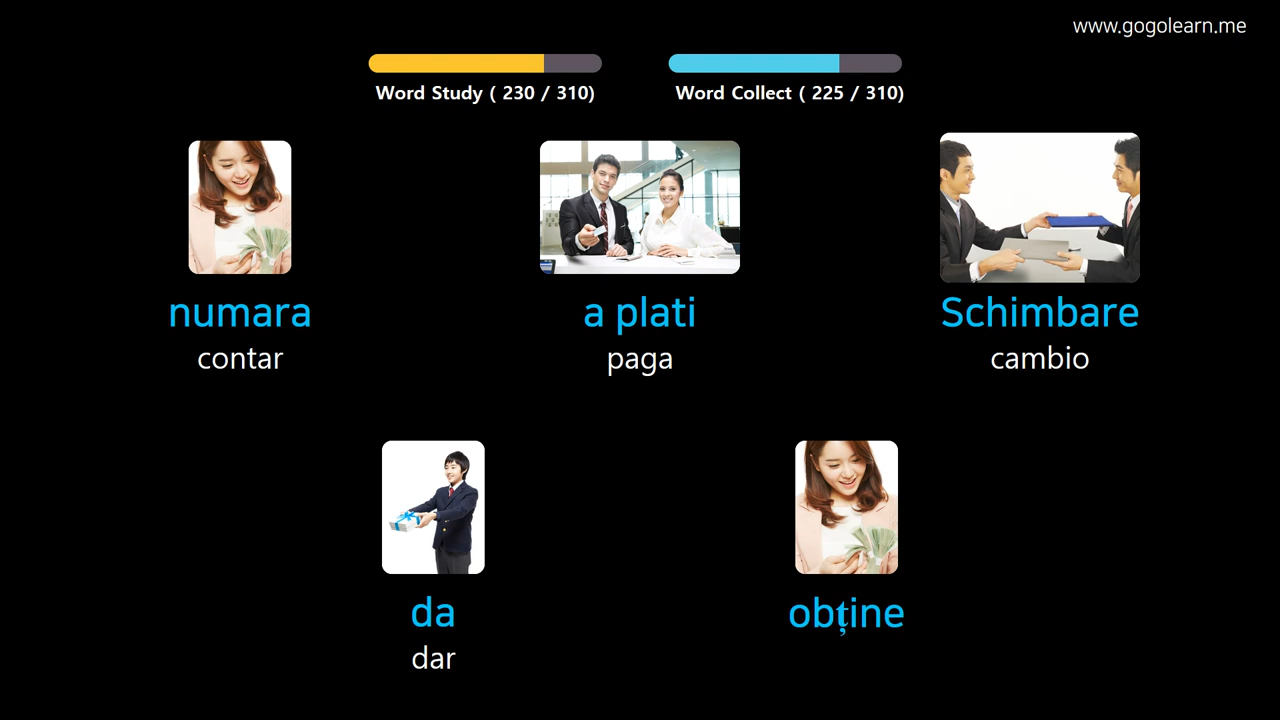 www.gogolearn.me
Word Study ( 230 / 310)
Word Collect ( 225 / 310)
numara
contar
a plati
paga
Schimbare
cambio
da
dar
obține